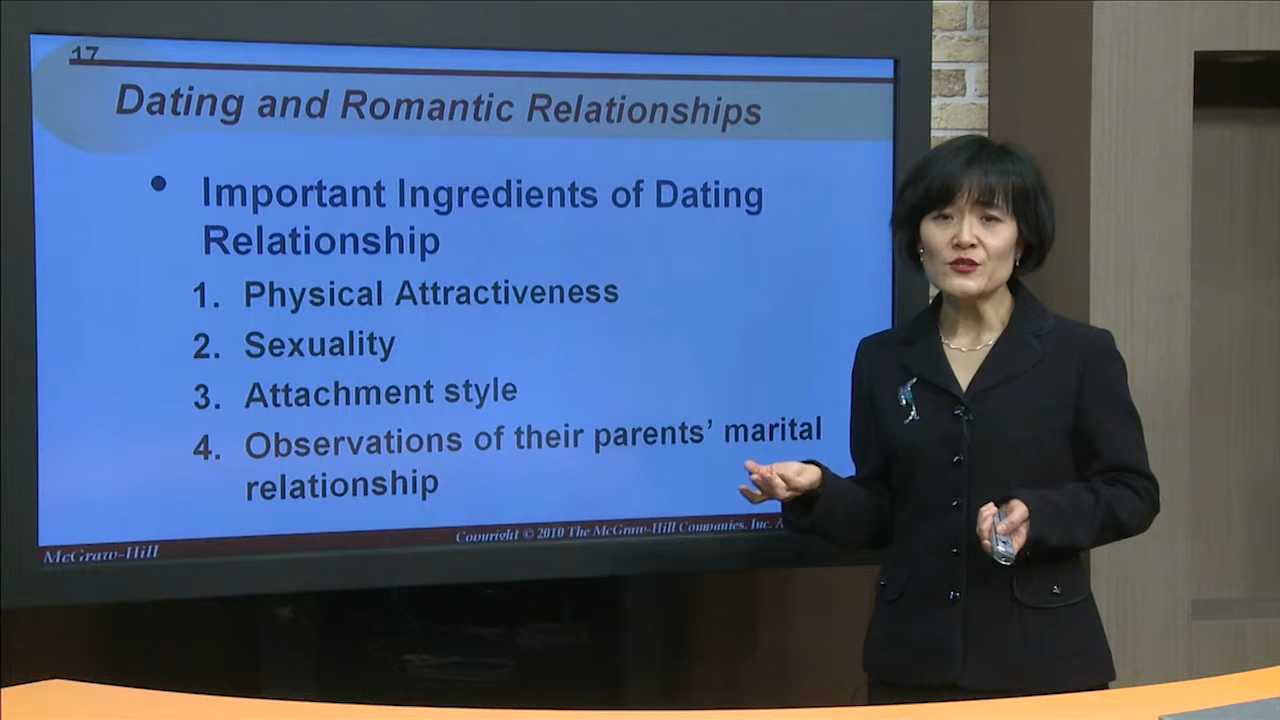 17
Dating and Romantic Relationships
• Important Ingredients of Dating
Relationship
1. Physical Attractiveness
2. Sexuality
3. Attachment style
4. Observations of their parents' marital
relationship
McGraw-Hill
Copyright © 2010 The McGraw-Hill Companies, Inc.